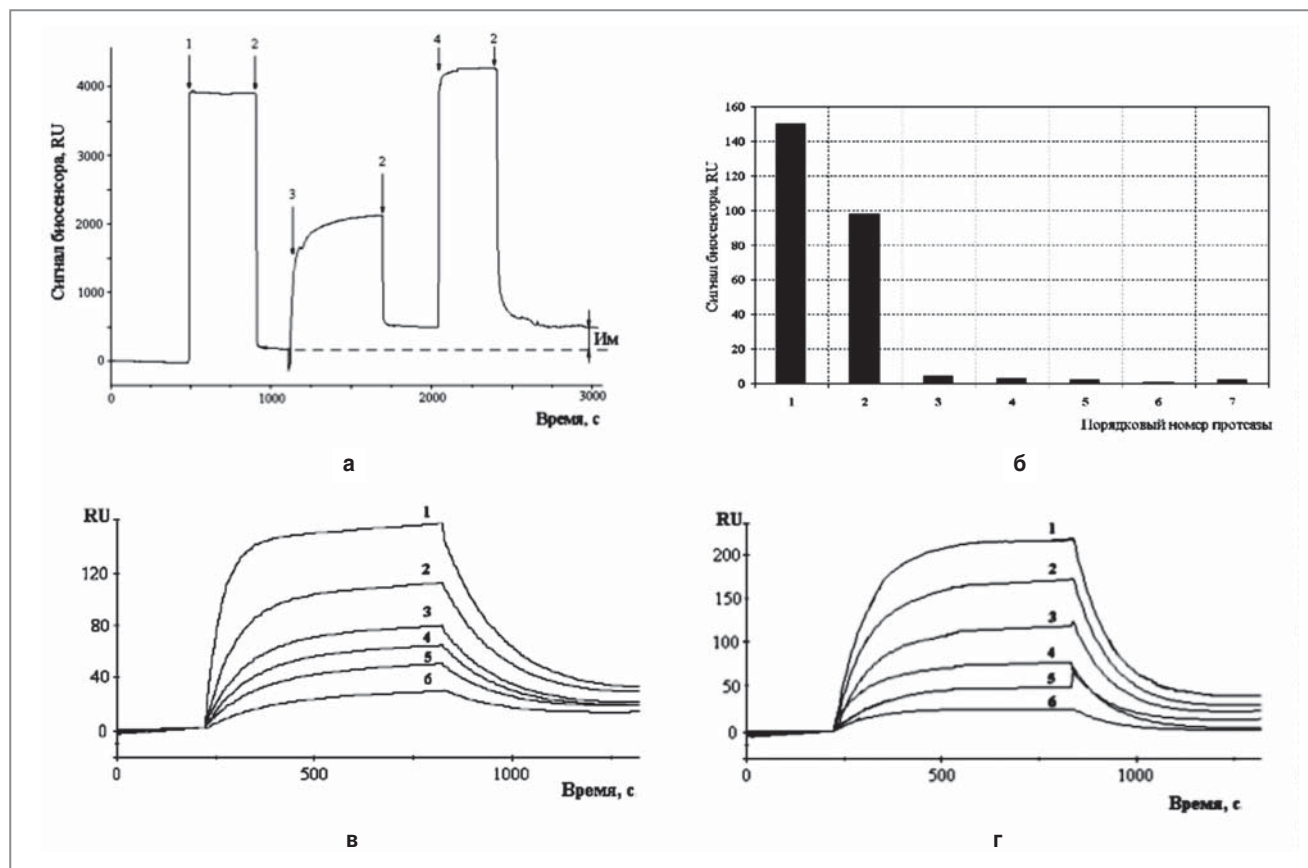 1
2
4
2
3
4000
3000
2000
1000
0
Сигнал биосенсора, RU
Им
0
1000
2000
3000
Время, с
а
160
140
120
100
80
60
40
20
0
Сигнал биосенсора, RU
1 2 3 4 5 6 7
Порядковый номер протеазы
б
RU
120
80
40
0
1
2
3
4
5
6
0 500 1000
Время, с
в
RU
200
150
100
50
0
1
2
3
4
5
6
0 500 1000
Время, с
г